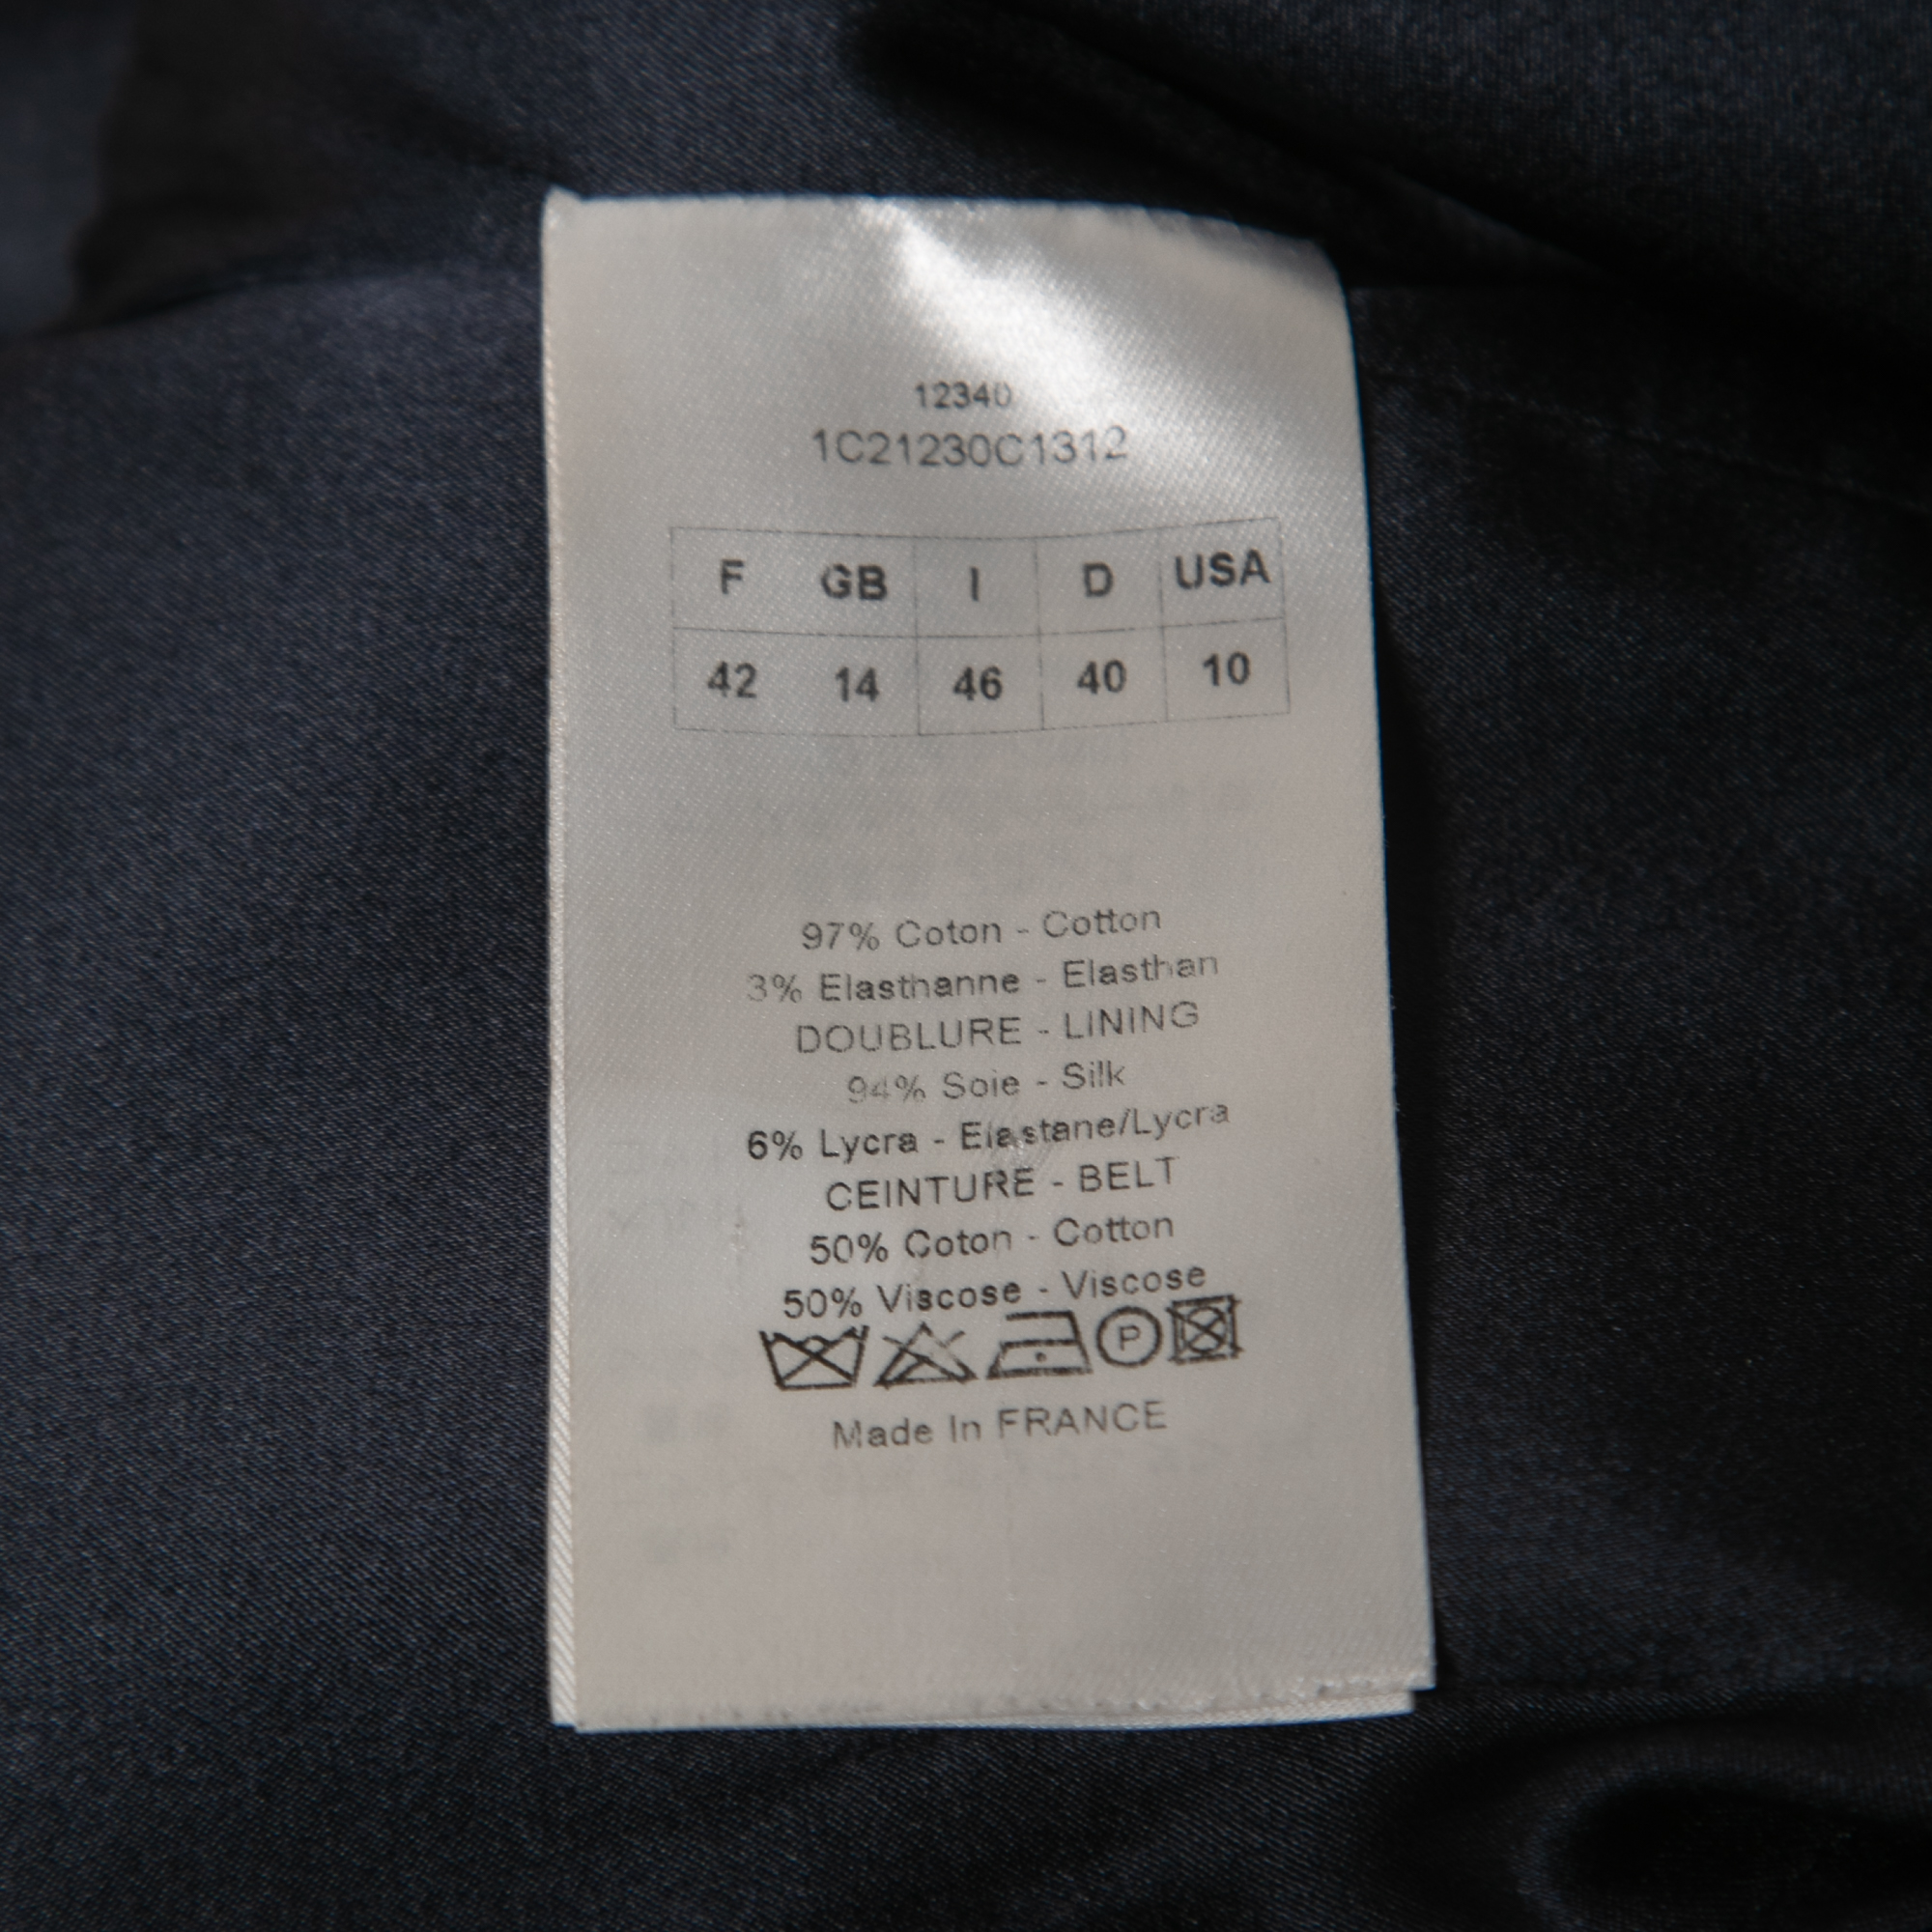 12340
1C21230C1312
F GB I D USA
42 14 46 40 10
97% Coton - Cotton
3% Elasthanne - Elasthan
DOUBLURE - LINING
94% Soie - Silk
6% Lycra - Elastane/Lycra
CEINTURE - BELT
50% Coton - Cotton
50% Viscose - Viscose
P
Made In FRANCE